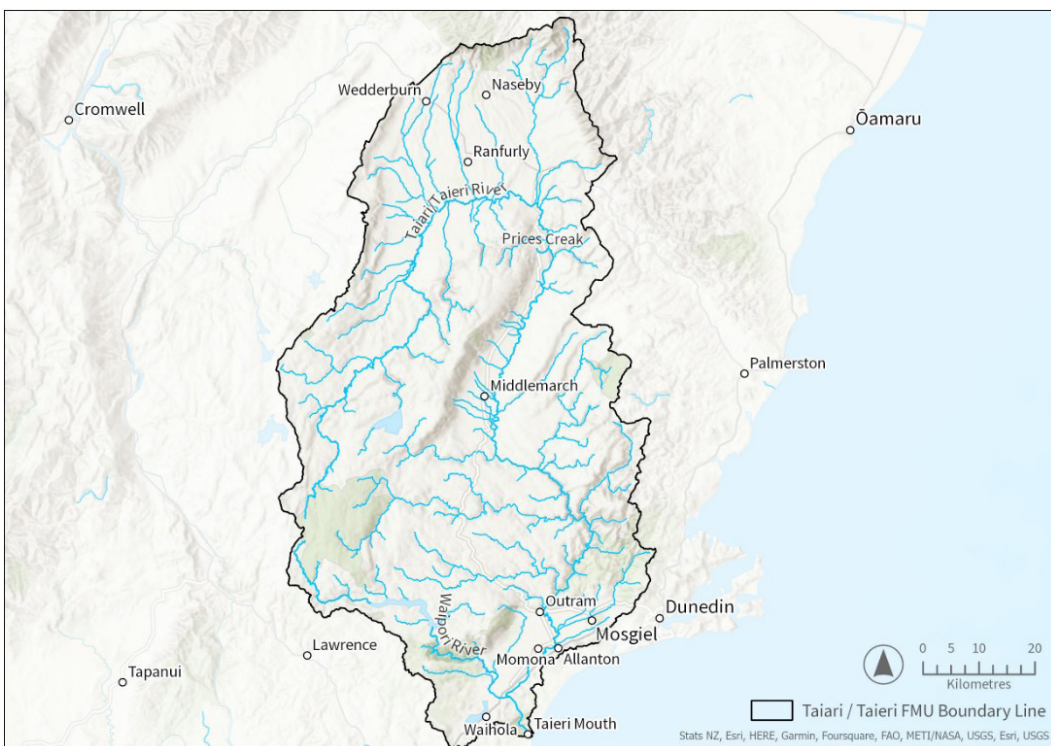 Naseby
Wedderburn
Cromwell
Ōamaru
Ranfurly
Taiari/Taieri River
Prices Creak
Palmerston
Middlemarch
Outram
Dunedin
Waipori River
Mosgiel
Lawrence
Momona
Allanton
Tapanui
Waihola
Taieri Mouth
0 5 10 20
Kilometres
Taiari / Taieri FMU Boundary Line
Stats NZ, Esri, HERE, Garmin, Foursquare, FAO, METI/NASA, USGS, Esri, USGS